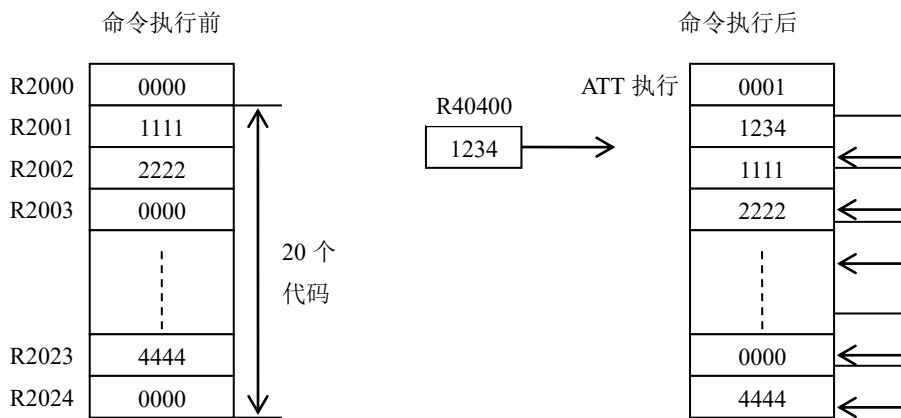 命令执行前 命令执行后
R2000 0000 ATT 执行 0001
R40400
R2001 1111 1234
1234
R2002 2222 1111
R2003 0000 2222
20 个
代码
R2023 4444 0000
R2024 0000 4444